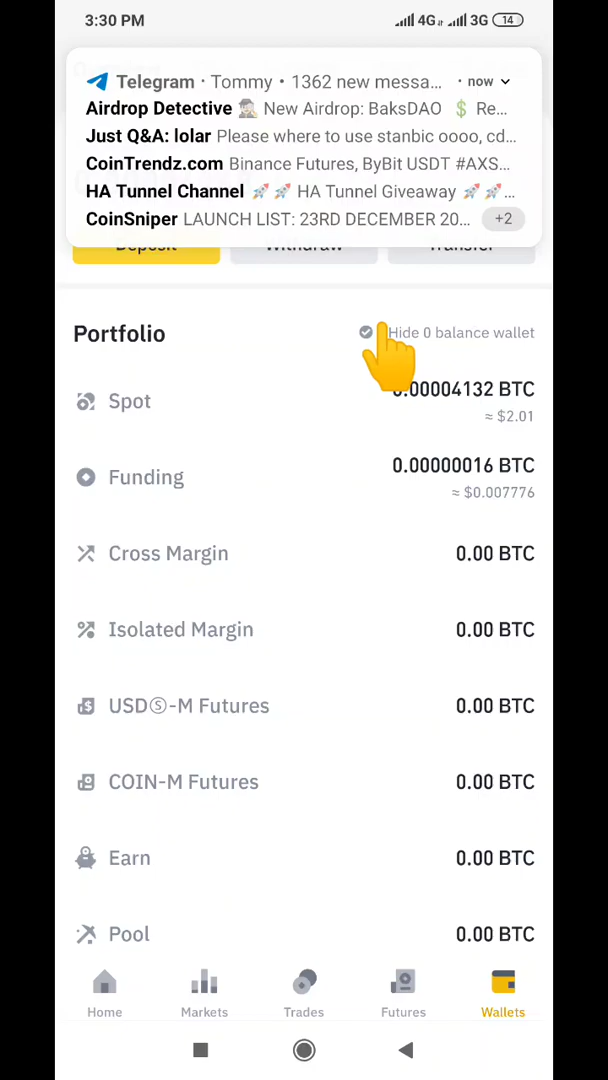 3:30 PM 4G 3G 14
Telegram · Tommy • 1362 new messa... · now
Airdrop Detective 🕵🏻‍♂️ New Airdrop: BaksDAO 💲 Re...
Just Q&A: lolar Please where to use stanbic oooo, cd...
CoinTrendz.com Binance Futures, ByBit USDT #AXS...
HA Tunnel Channel 🚀🚀 HA Tunnel Giveaway 🚀🚀...
CoinSniper LAUNCH LIST: 23RD DECEMBER 20... +2
Deposit Withdraw Transfer
Portfolio Hide 0 balance wallet
Spot 0.00004132 BTC
≈ $2.01
Funding 0.00000016 BTC
≈ $0.007776
Cross Margin 0.00 BTC
Isolated Margin 0.00 BTC
USDⓈ-M Futures 0.00 BTC
COIN-M Futures 0.00 BTC
Earn 0.00 BTC
Pool 0.00 BTC
Home Markets Trades Futures Wallets